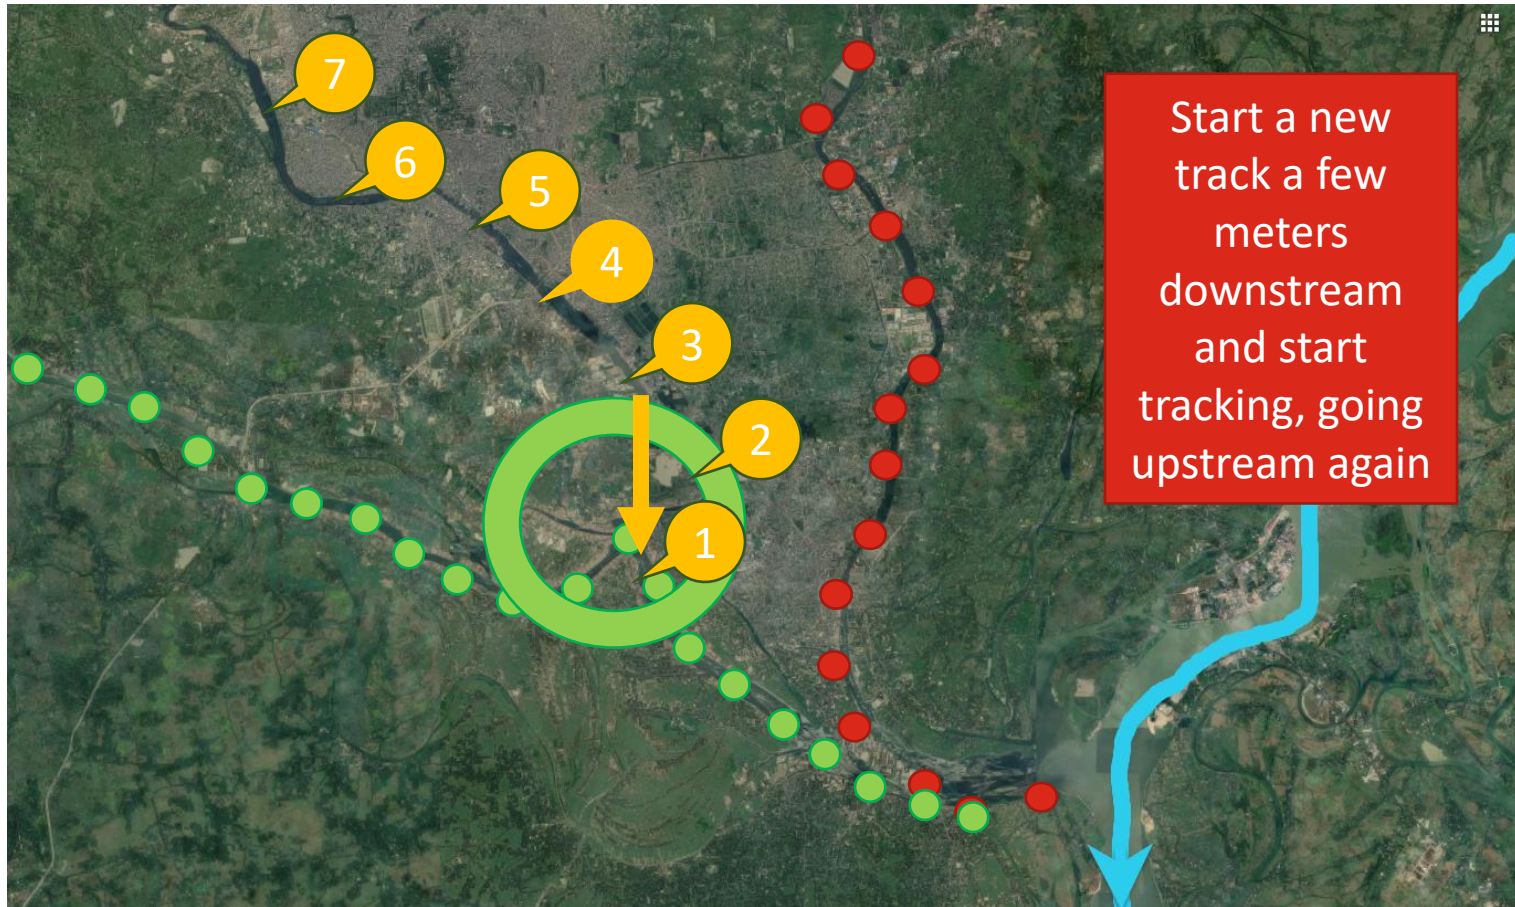 7
6
5
4
3
2
1
Start a new
track a few
meters
downstream
and start
tracking, going
upstream again